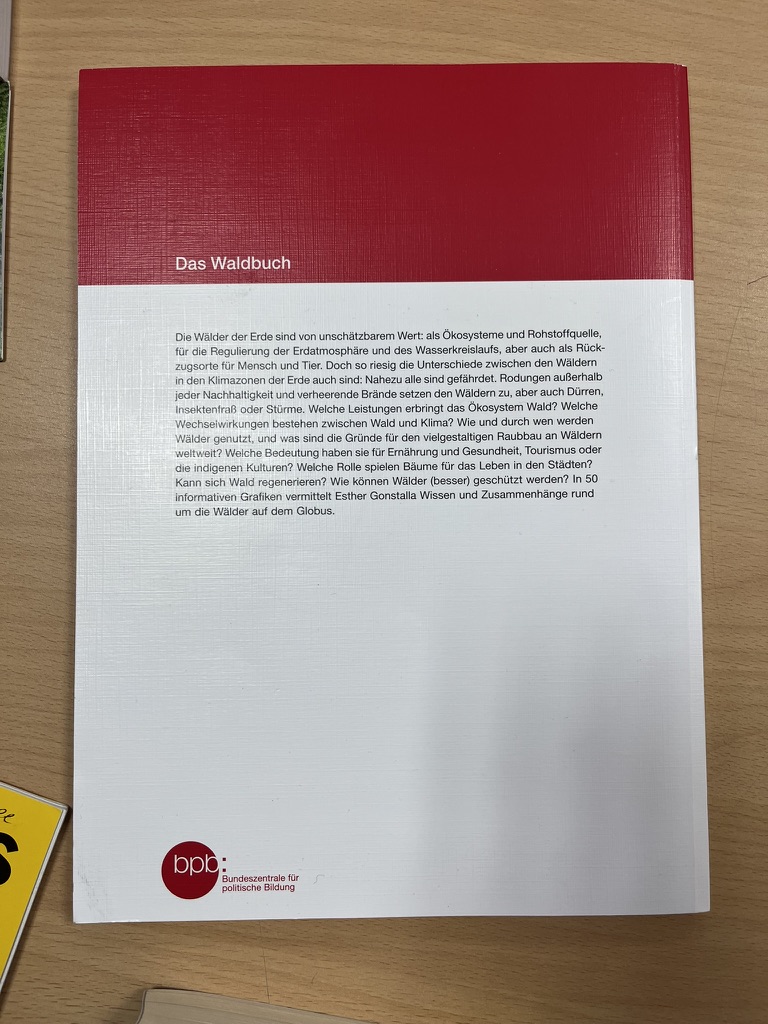 Das Waldbuch
Die Wälder der Erde sind von unschätzbarem Wert: als Ökosysteme und Rohstoffquelle,
für die Regulierung der Erdatmosphäre und des Wasserkreislaufs, aber auch als Rück-
zugsorte für Mensch und Tier. Doch so riesig die Unterschiede zwischen den Wäldern
in den Klimazonen der Erde auch sind: Nahezu alle sind gefährdet. Rodungen außerhalb
jeder Nachhaltigkeit und verheerende Brände setzen den Wäldern zu, aber auch Dürren,
Insektenfraß oder Stürme. Welche Leistungen erbringt das Ökosystem Wald? Welche
Wechselwirkungen bestehen zwischen Wald und Klima? Wie und durch wen werden
Wälder genutzt, und was sind die Gründe für den vielgestaltigen Raubbau an Wäldern
weltweit? Welche Bedeutung haben sie für Ernährung und Gesundheit, Tourismus oder
die indigenen Kulturen? Welche Rolle spielen Bäume für das Leben in den Städten?
Kann sich Wald regenerieren? Wie können Wälder (besser) geschützt werden? In 50
informativen Grafiken vermittelt Esther Gonstalla Wissen und Zusammenhänge rund
um die Wälder auf dem Globus.
bpb:
Bundeszentrale für
politische Bildung